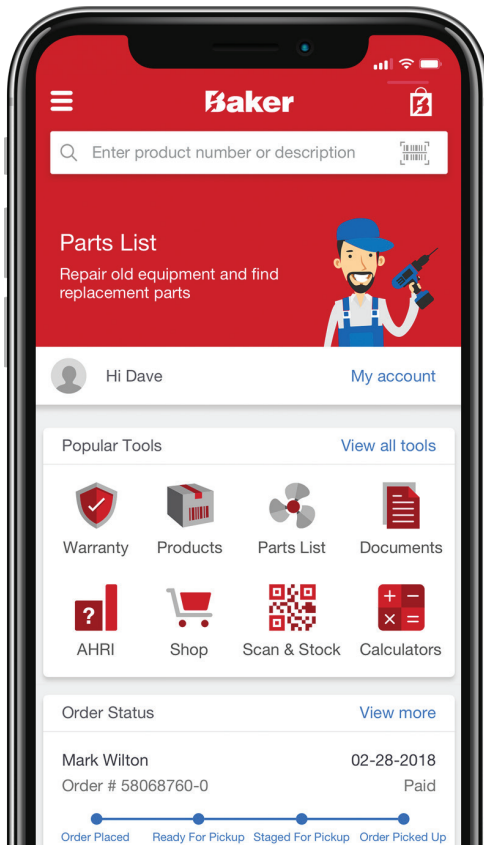 Baker
Enter product number or description
Parts List
Repair old equipment and find
replacement parts
Hi Dave
My account
Popular Tools
View all tools
Warranty
Products
Parts List
Documents
?
AHRI
Shop
Scan & Stock
+ − × =
Calculators
Order Status
View more
Mark Wilton
02-28-2018
Order # 58068760-0
Paid
Order Placed
Ready For Pickup
Staged For Pickup
Order Picked Up